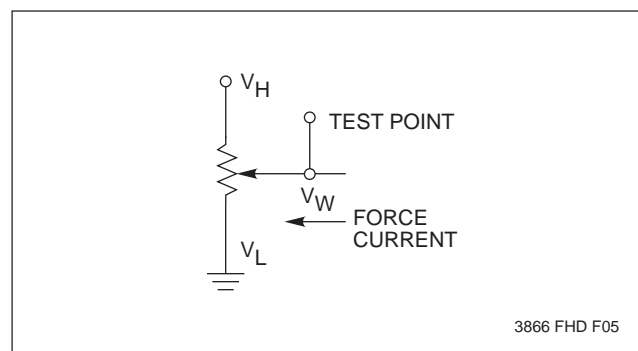 VH
TEST POINT
VW
FORCE
CURRENT
VL
3866 FHD F05